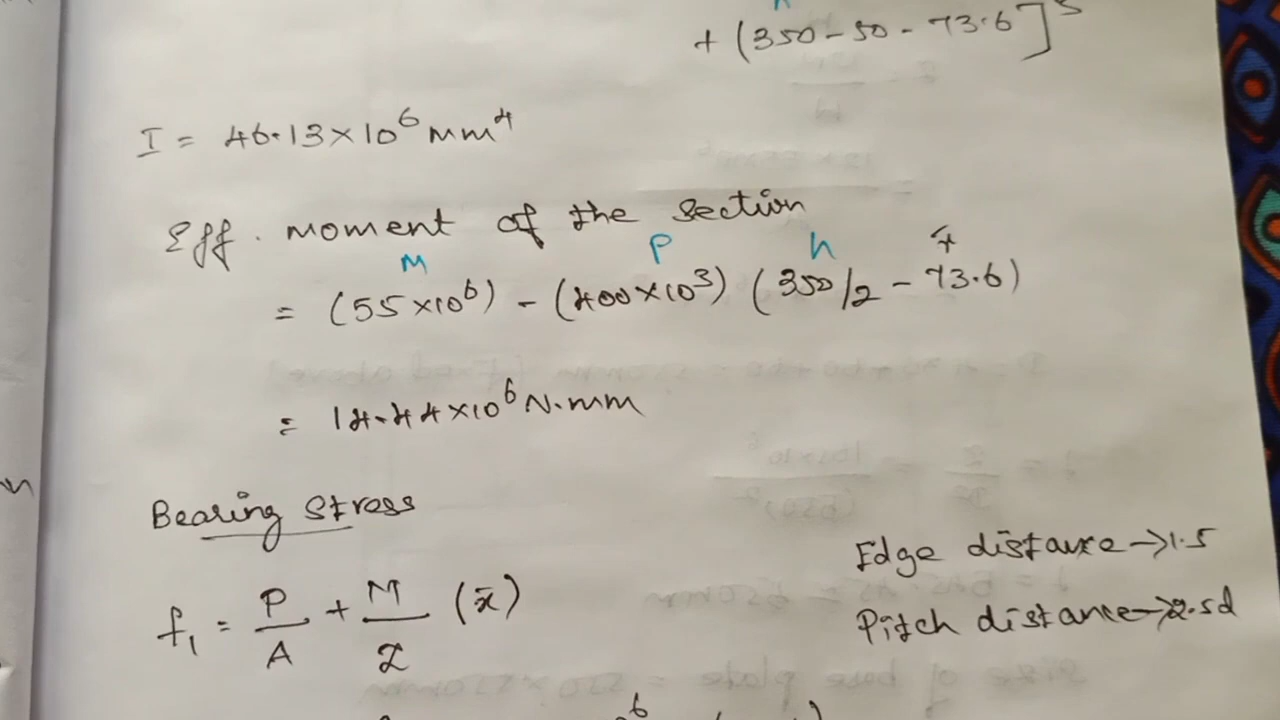 + (350 - 50 - 73.6]³
I = 46.13 × 10⁶ mm⁴
Eff. moment of the section
M P h x̄
= (55 × 10⁶) - (400 × 10³) (350/2 - 73.6)
= 14.44 × 10⁶ N.mm
Bearing Stress
f₁ = P/A + M/I (x̄)
Edge distance → 1.5
Pitch distance → 2.5d